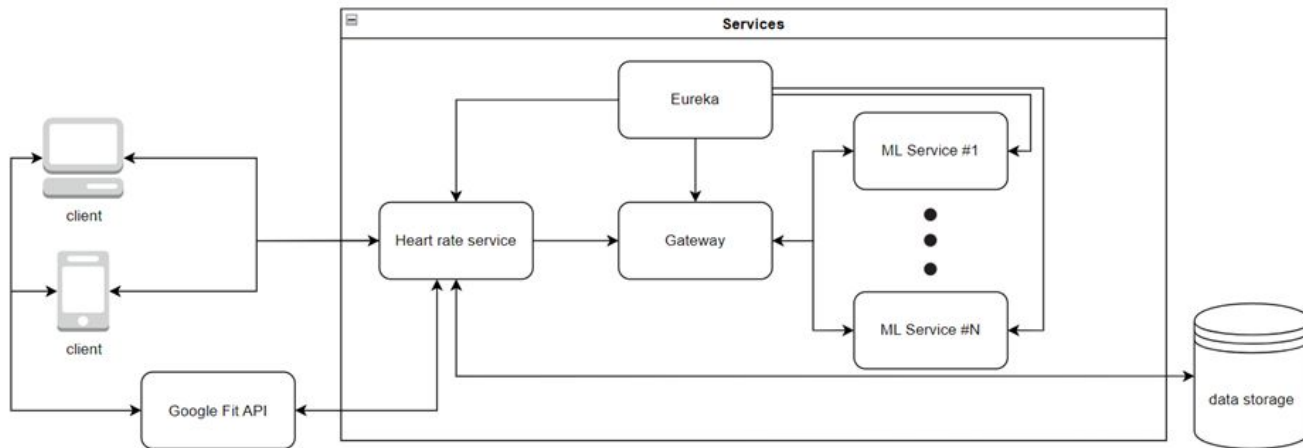 Services
Eureka
ML Service #1
client
Heart rate service
Gateway
ML Service #N
client
data storage
Google Fit API